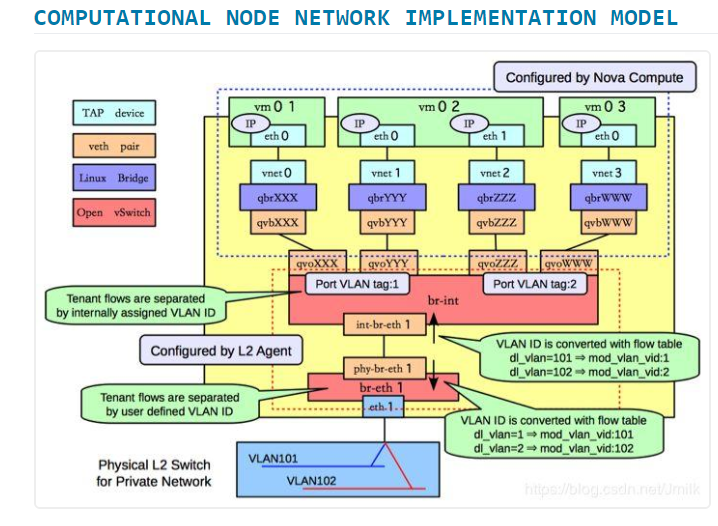 COMPUTATIONAL NODE NETWORK IMPLEMENTATION MODEL
Configured by Nova Compute
TAP device
veth pair
Linux Bridge
Open vSwitch
vm 0 1
vm 0 2
vm 0 3
IP
IP
IP
eth 0
eth 0
eth 1
eth 0
vnet 0
vnet 1
vnet 2
vnet 3
qbrXXX
qbrYYY
qbrZZZ
qbrWWW
qvbXXX
qvbYYY
qvbZZZ
qvbWWW
qvoXXX
qvoYYY
qvoZZZ
qvoWWW
Port VLAN tag:1
Port VLAN tag:2
br-int
Tenant flows are separated
by internally assigned VLAN ID
int-br-eth 1
Configured by L2 Agent
VLAN ID is converted with flow table
dl_vlan=101 ⇒ mod_vlan_vid:1
dl_vlan=102 ⇒ mod_vlan_vid:2
phy-br-eth 1
br-eth 1
Tenant flows are separated
by user defined VLAN ID
eth 1
VLAN ID is converted with flow table
dl_vlan=1 ⇒ mod_vlan_vid:101
dl_vlan=2 ⇒ mod_vlan_vid:102
Physical L2 Switch
for Private Network
VLAN101
VLAN102
https://blog.csdn.net/Jmilk